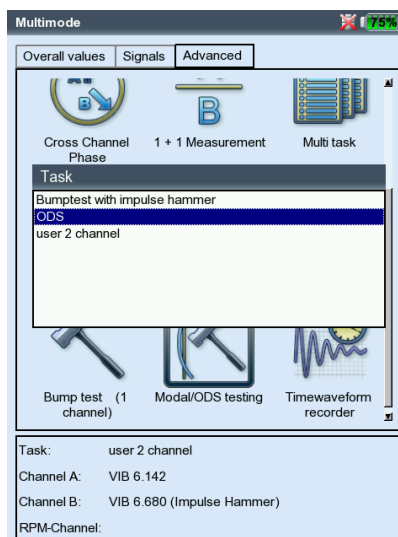 Multimode
75%
Overall values
Signals
Advanced
B
B
Cross Channel
Phase
1 + 1 Measurement
Multi task
Task
Bumptest with impulse hammer
ODS
user 2 channel
Bump test (1
channel)
Modal/ODS testing
Timewaveform
recorder
Task: user 2 channel
Channel A: VIB 6.142
Channel B: VIB 6.680 (Impulse Hammer)
RPM-Channel: